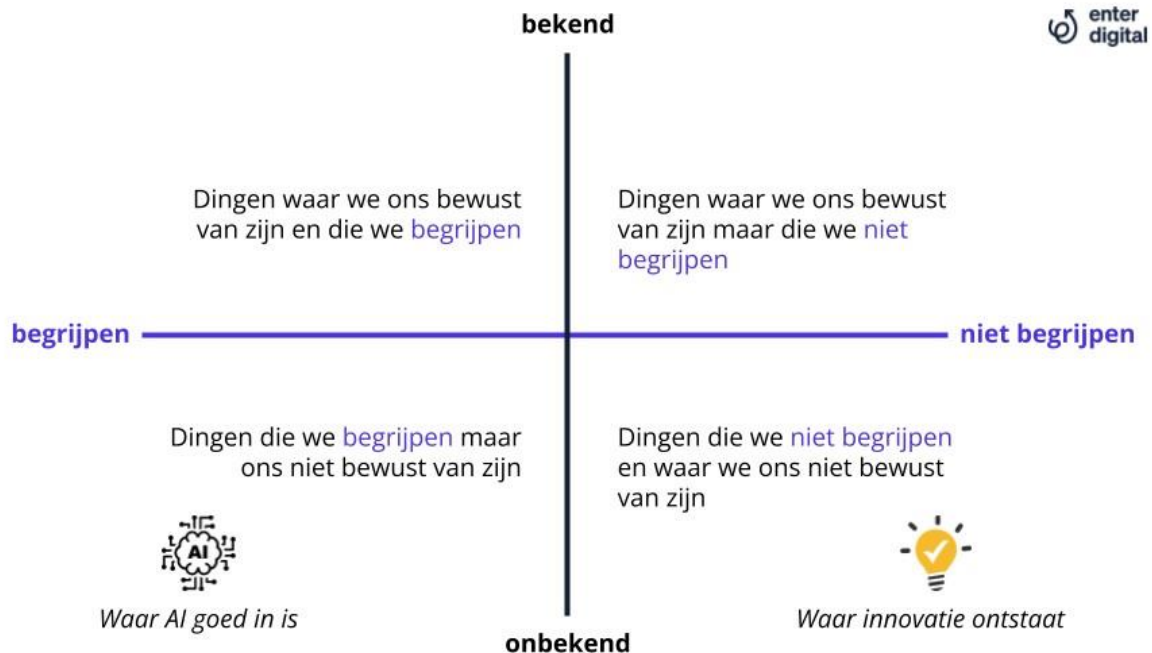 bekend
enter
digital
Dingen waar we ons bewust
van zijn en die we begrijpen
Dingen waar we ons bewust
van zijn maar die we niet
begrijpen
begrijpen
niet begrijpen
Dingen die we begrijpen maar
ons niet bewust van zijn
Dingen die we niet begrijpen
en waar we ons niet bewust
van zijn
AI
Waar AI goed in is
Waar innovatie ontstaat
onbekend